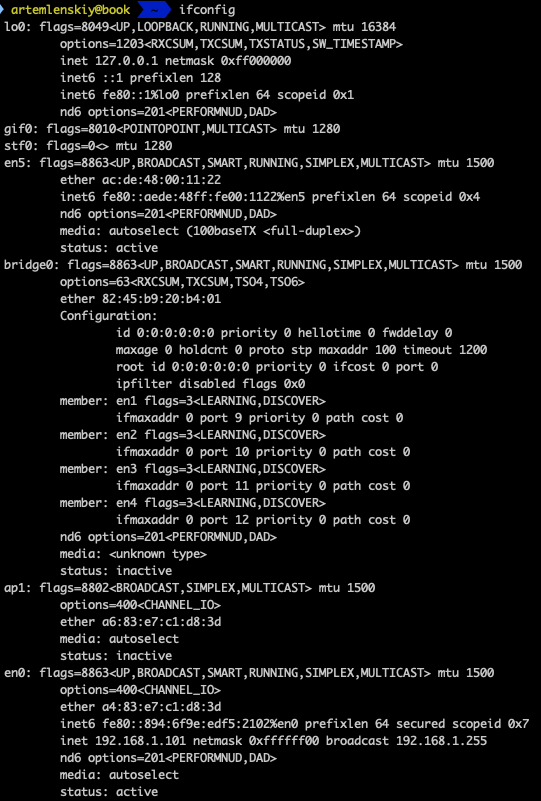 artemlenskiy@book ~ ifconfig
lo0: flags=8049<UP,LOOPBACK,RUNNING,MULTICAST> mtu 16384
options=1203<RXCSUM,TXCSUM,TXSTATUS,SW_TIMESTAMP>
inet 127.0.0.1 netmask 0xff000000
inet6 ::1 prefixlen 128
inet6 fe80::1%lo0 prefixlen 64 scopeid 0x1
nd6 options=201<PERFORMNUD,DAD>
gif0: flags=8010<POINTOPOINT,MULTICAST> mtu 1280
stf0: flags=0<> mtu 1280
en5: flags=8863<UP,BROADCAST,SMART,RUNNING,SIMPLEX,MULTICAST> mtu 1500
ether ac:de:48:00:11:22
inet6 fe80::aede:48ff:fe00:1122%en5 prefixlen 64 scopeid 0x4
nd6 options=201<PERFORMNUD,DAD>
media: autoselect (100baseTX <full-duplex>)
status: active
bridge0: flags=8863<UP,BROADCAST,SMART,RUNNING,SIMPLEX,MULTICAST> mtu 1500
options=63<RXCSUM,TXCSUM,TSO4,TSO6>
ether 82:45:b9:20:b4:01
Configuration:
id 0:0:0:0:0:0 priority 0 hellotime 0 fwddelay 0
maxage 0 holdcnt 0 proto stp maxaddr 100 timeout 1200
root id 0:0:0:0:0:0 priority 0 ifcost 0 port 0
ipfilter disabled flags 0x0
member: en1 flags=3<LEARNING,DISCOVER>
ifmaxaddr 0 port 9 priority 0 path cost 0
member: en2 flags=3<LEARNING,DISCOVER>
ifmaxaddr 0 port 10 priority 0 path cost 0
member: en3 flags=3<LEARNING,DISCOVER>
ifmaxaddr 0 port 11 priority 0 path cost 0
member: en4 flags=3<LEARNING,DISCOVER>
ifmaxaddr 0 port 12 priority 0 path cost 0
nd6 options=201<PERFORMNUD,DAD>
media: <unknown type>
status: inactive
ap1: flags=8802<BROADCAST,SIMPLEX,MULTICAST> mtu 1500
options=400<CHANNEL_IO>
ether a6:83:e7:c1:d8:3d
media: autoselect
status: inactive
en0: flags=8863<UP,BROADCAST,SMART,RUNNING,SIMPLEX,MULTICAST> mtu 1500
options=400<CHANNEL_IO>
ether a4:83:e7:c1:d8:3d
inet6 fe80::894:6f9e:edf5:2102%en0 prefixlen 64 secured scopeid 0x7
inet 192.168.1.101 netmask 0xffffff00 broadcast 192.168.1.255
nd6 options=201<PERFORMNUD,DAD>
media: autoselect
status: active